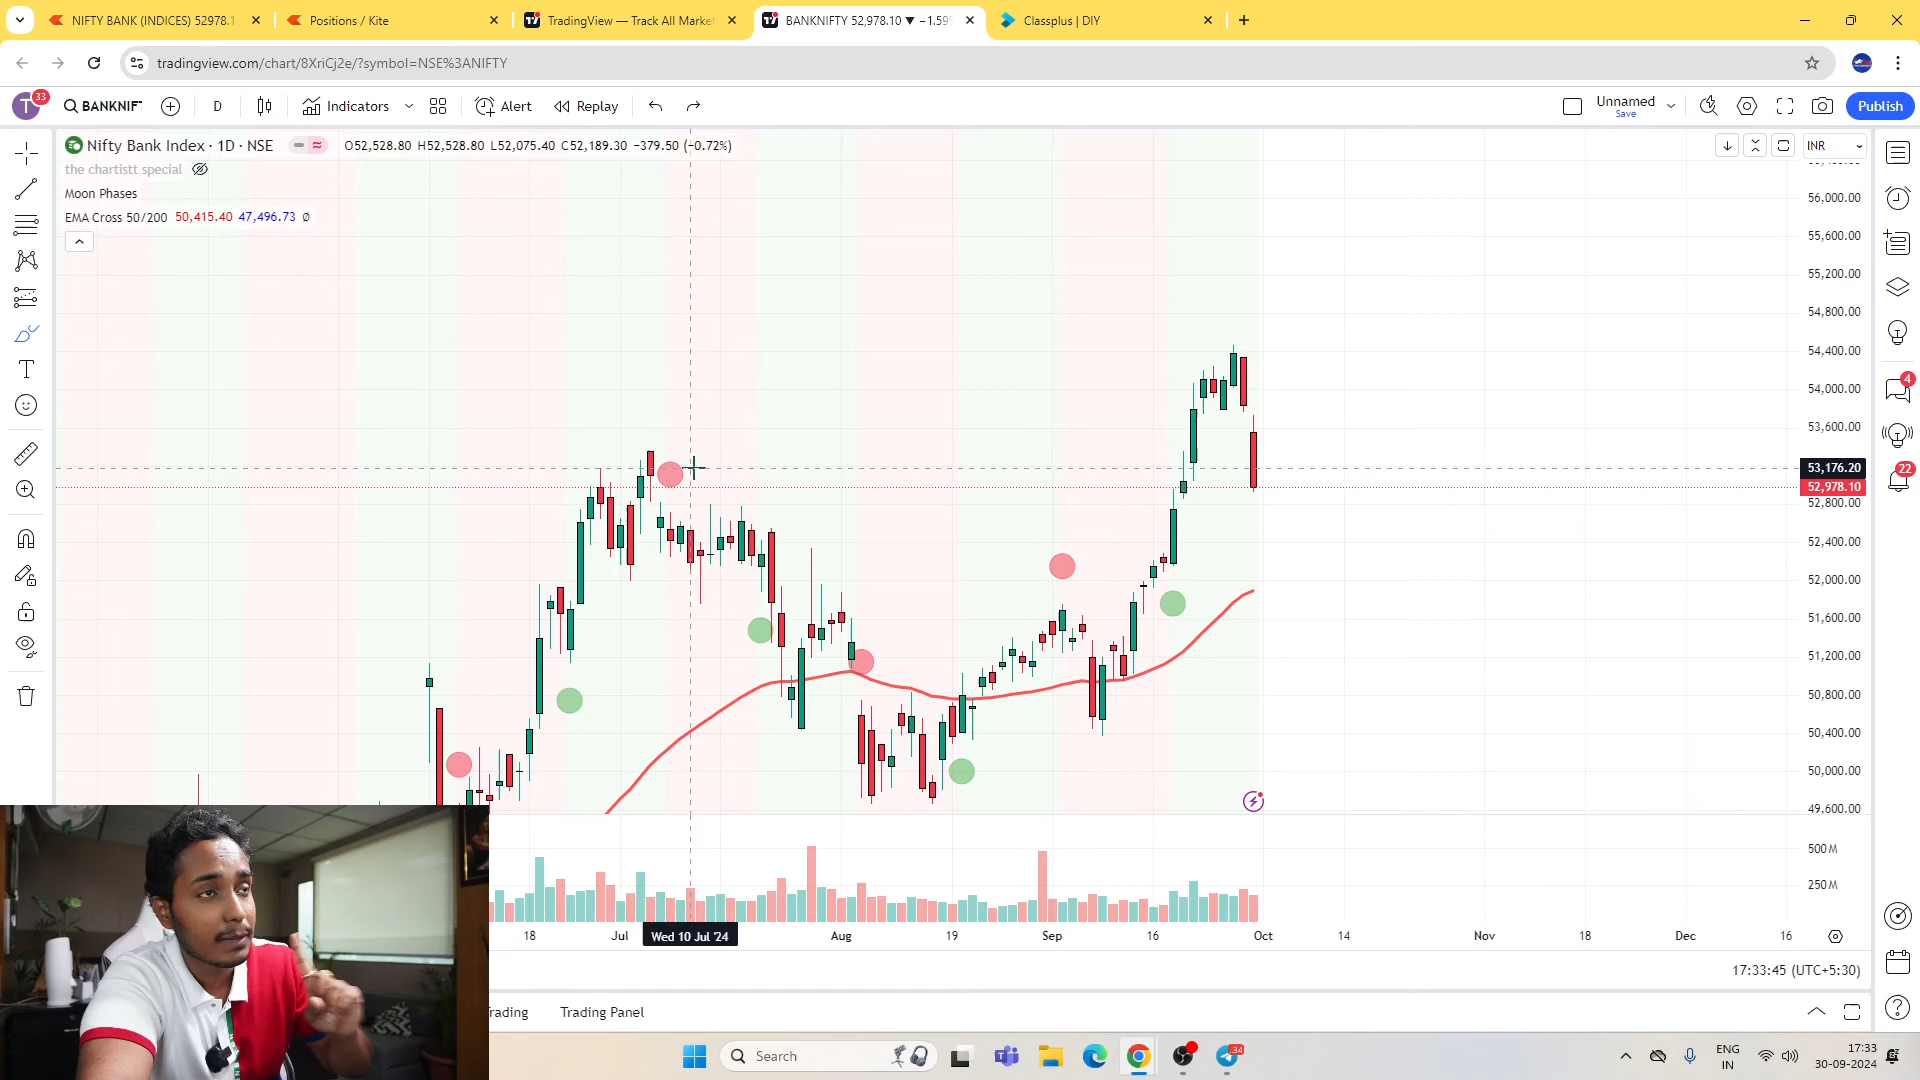 NIFTY BANK (INDICES) 52978.1
Positions / Kite
TradingView — Track All Market
BANKNIFTY 52,978.10 ▼ −1.59%
Classplus | DIY
tradingview.com/chart/8XriCj2e/?symbol=NSE%3ANIFTY
T
33
BANKNIF
D
Indicators
Alert
Replay
Unnamed
Save
Publish
Nifty Bank Index · 1D · NSE
O52,528.80 H52,528.80 L52,075.40 C52,189.30 −379.50 (−0.72%)
INR
the chartistt special
Moon Phases
EMA Cross 50/200 50,415.40 47,496.73 Ø
56,000.00
55,600.00
55,200.00
54,800.00
54,400.00
54,000.00
53,600.00
53,176.20
52,978.10
52,800.00
52,400.00
52,000.00
51,600.00
51,200.00
50,800.00
50,400.00
50,000.00
49,600.00
500 M
250 M
4
22
18
Jul
Wed 10 Jul '24
Aug
19
Sep
16
Oct
14
Nov
18
Dec
16
17:33:45 (UTC+5:30)
rading
Trading Panel
Search
34
ENG
IN
17:33
30-09-2024